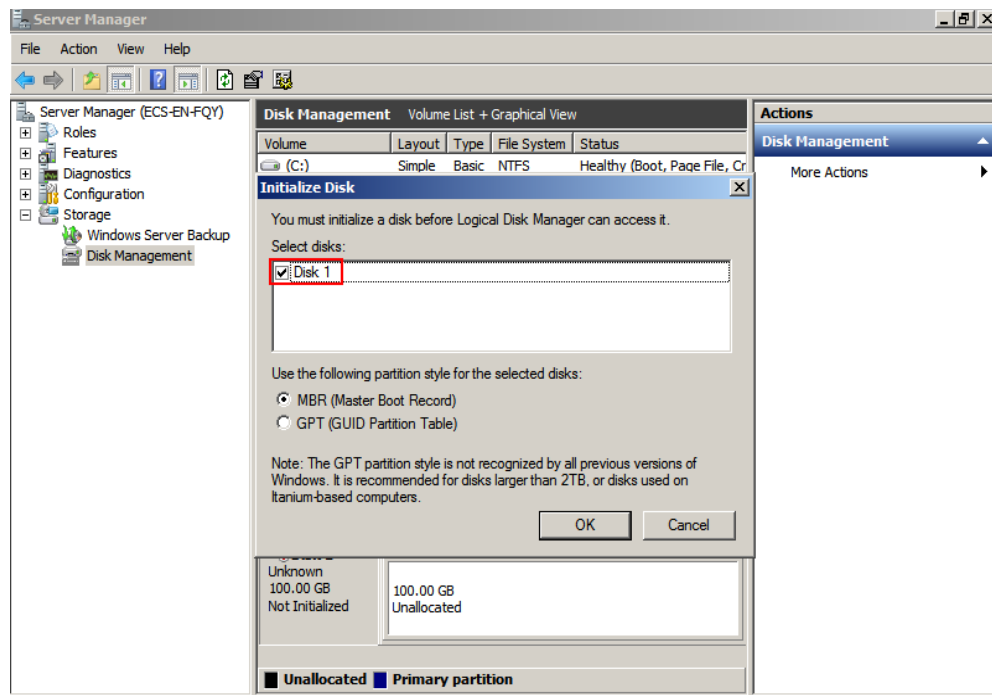 Server Manager
File Action View Help
Server Manager (ECS-EN-FQY)
Roles
Features
Diagnostics
Configuration
Storage
Windows Server Backup
Disk Management
Disk Management Volume List + Graphical View
Volume Layout Type File System Status
(C:) Simple Basic NTFS Healthy (Boot, Page File, Cr
Initialize Disk
You must initialize a disk before Logical Disk Manager can access it.
Select disks:
Disk 1
Use the following partition style for the selected disks:
MBR (Master Boot Record)
GPT (GUID Partition Table)
Note: The GPT partition style is not recognized by all previous versions of
Windows. It is recommended for disks larger than 2TB, or disks used on
Itanium-based computers.
OK Cancel
Unknown
100.00 GB
Not Initialized
100.00 GB
Unallocated
Unallocated Primary partition
Actions
Disk Management
More Actions